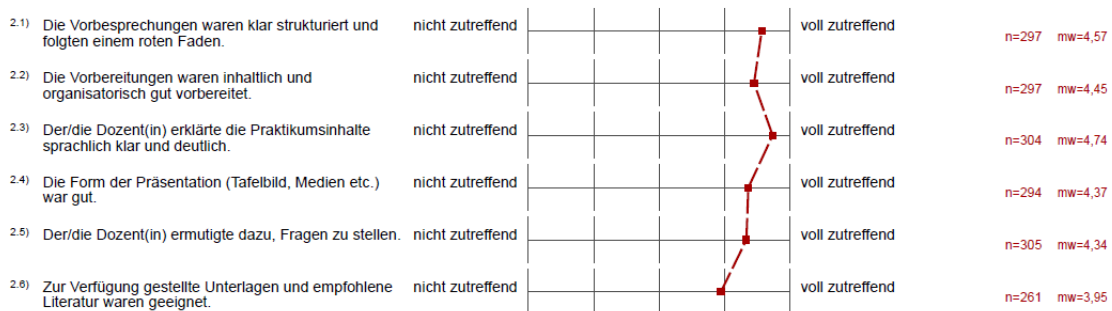 2.1) Die Vorbesprechungen waren klar strukturiert und nicht zutreffend voll zutreffend n=297 mw=4,57
folgten einem roten Faden.
2.2) Die Vorbereitungen waren inhaltlich und nicht zutreffend voll zutreffend n=297 mw=4,45
organisatorisch gut vorbereitet.
2.3) Der/die Dozent(in) erklärte die Praktikumsinhalte nicht zutreffend voll zutreffend n=304 mw=4,74
sprachlich klar und deutlich.
2.4) Die Form der Präsentation (Tafelbild, Medien etc.) nicht zutreffend voll zutreffend n=294 mw=4,37
war gut.
2.5) Der/die Dozent(in) ermutigte dazu, Fragen zu stellen. nicht zutreffend voll zutreffend n=305 mw=4,34
2.6) Zur Verfügung gestellte Unterlagen und empfohlene nicht zutreffend voll zutreffend n=261 mw=3,95
Literatur waren geeignet.